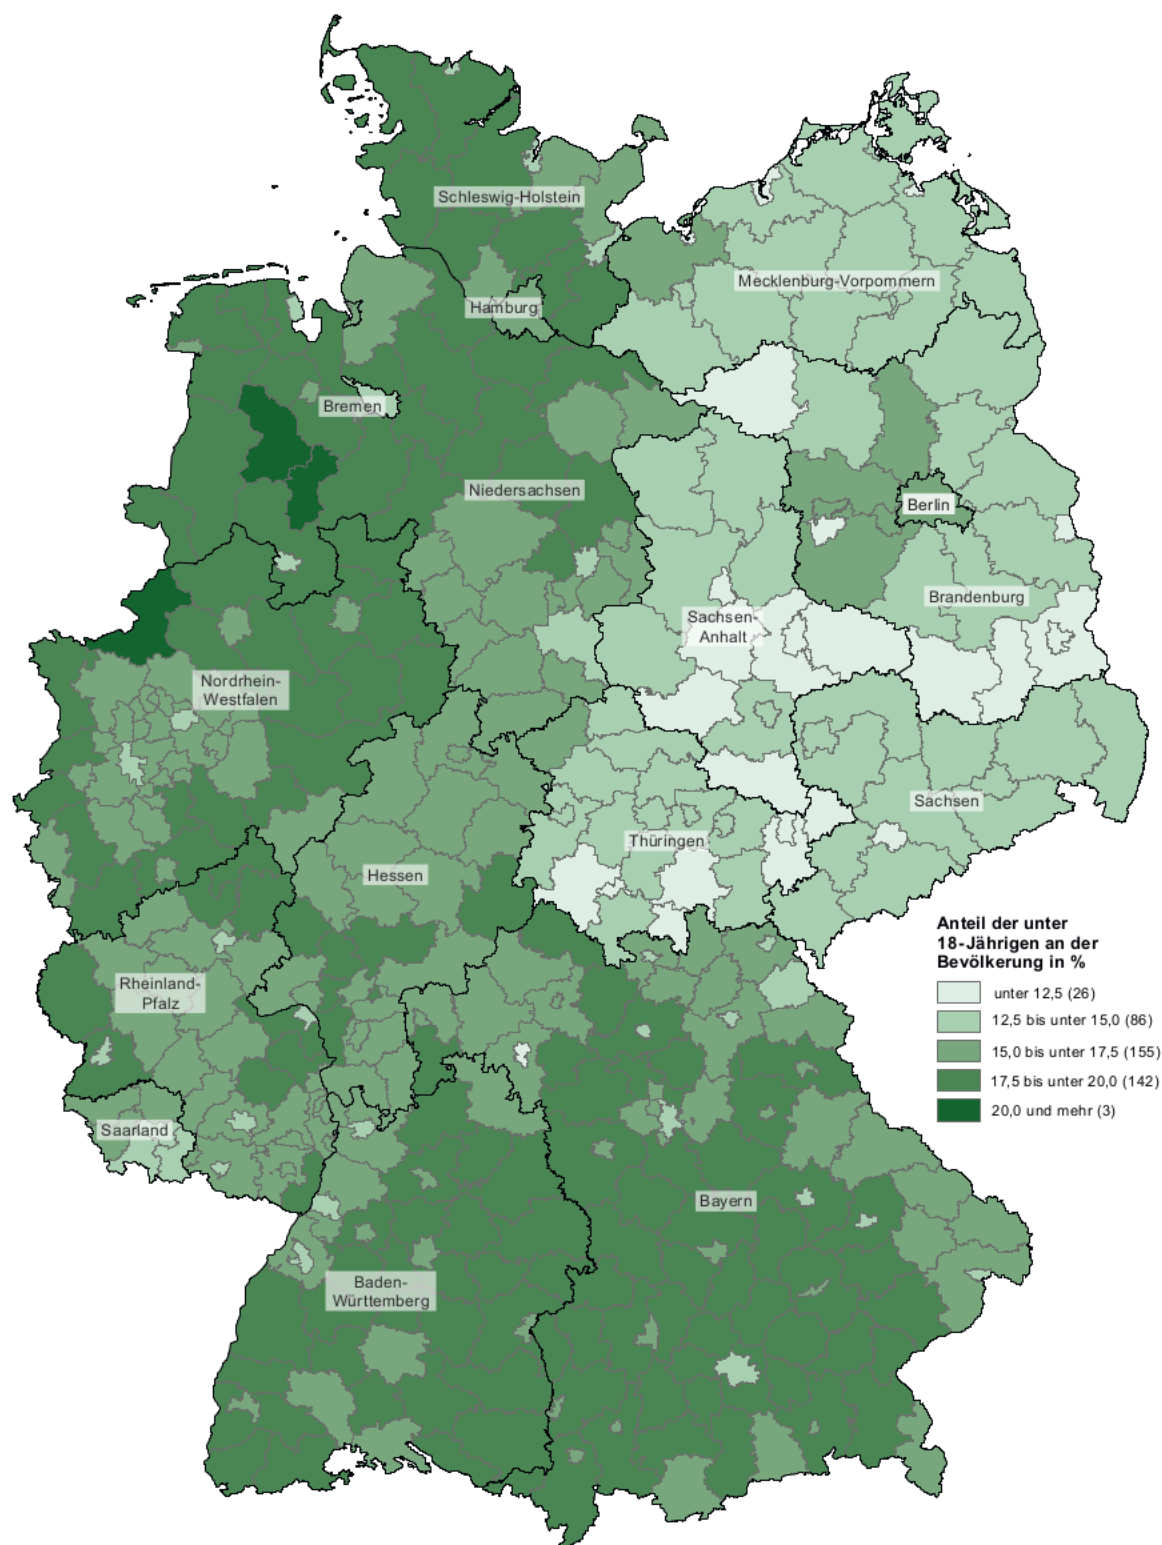 Schleswig-Holstein
Mecklenburg-Vorpommern
Hamburg
Bremen
Niedersachsen
Berlin
Brandenburg
Sachsen-
Anhalt
Nordrhein-
Westfalen
Sachsen
Thüringen
Hessen
Anteil der unter
18-Jährigen an der
Bevölkerung in %
unter 12,5 (26)
12,5 bis unter 15,0 (86)
15,0 bis unter 17,5 (155)
17,5 bis unter 20,0 (142)
20,0 und mehr (3)
Rheinland-
Pfalz
Saarland
Bayern
Baden-
Württemberg